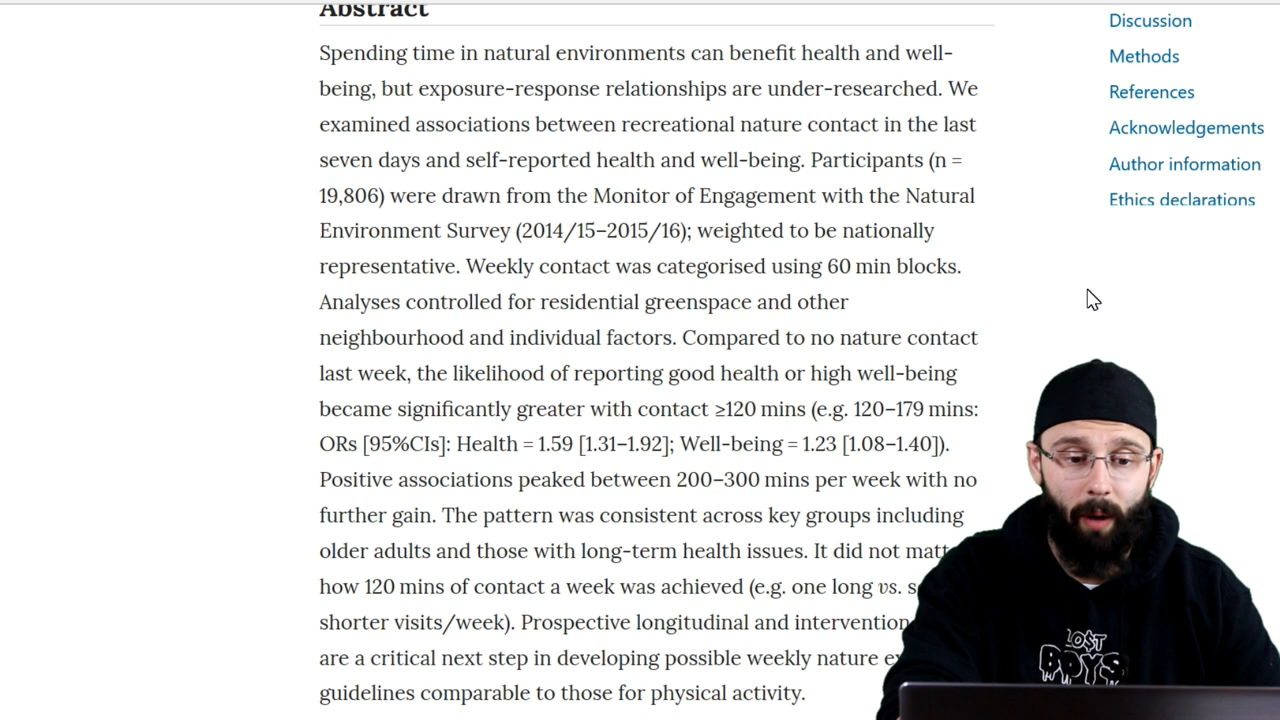 Abstract
Spending time in natural environments can benefit health and well-
being, but exposure-response relationships are under-researched. We
examined associations between recreational nature contact in the last
seven days and self-reported health and well-being. Participants (n =
19,806) were drawn from the Monitor of Engagement with the Natural
Environment Survey (2014/15–2015/16); weighted to be nationally
representative. Weekly contact was categorised using 60 min blocks.
Analyses controlled for residential greenspace and other
neighbourhood and individual factors. Compared to no nature contact
last week, the likelihood of reporting good health or high well-being
became significantly greater with contact ≥120 mins (e.g. 120–179 mins:
ORs [95%CIs]: Health = 1.59 [1.31–1.92]; Well-being = 1.23 [1.08–1.40]).
Positive associations peaked between 200–300 mins per week with no
further gain. The pattern was consistent across key groups including
older adults and those with long-term health issues. It did not
how 120 mins of contact a week was achieved (e.g. one long vs.
shorter visits/week). Prospective longitudinal and intervention
are a critical next step in developing possible weekly nature
guidelines comparable to those for physical activity.
Discussion
Methods
References
Acknowledgements
Author information
Ethics declarations
LO$T
BOYS